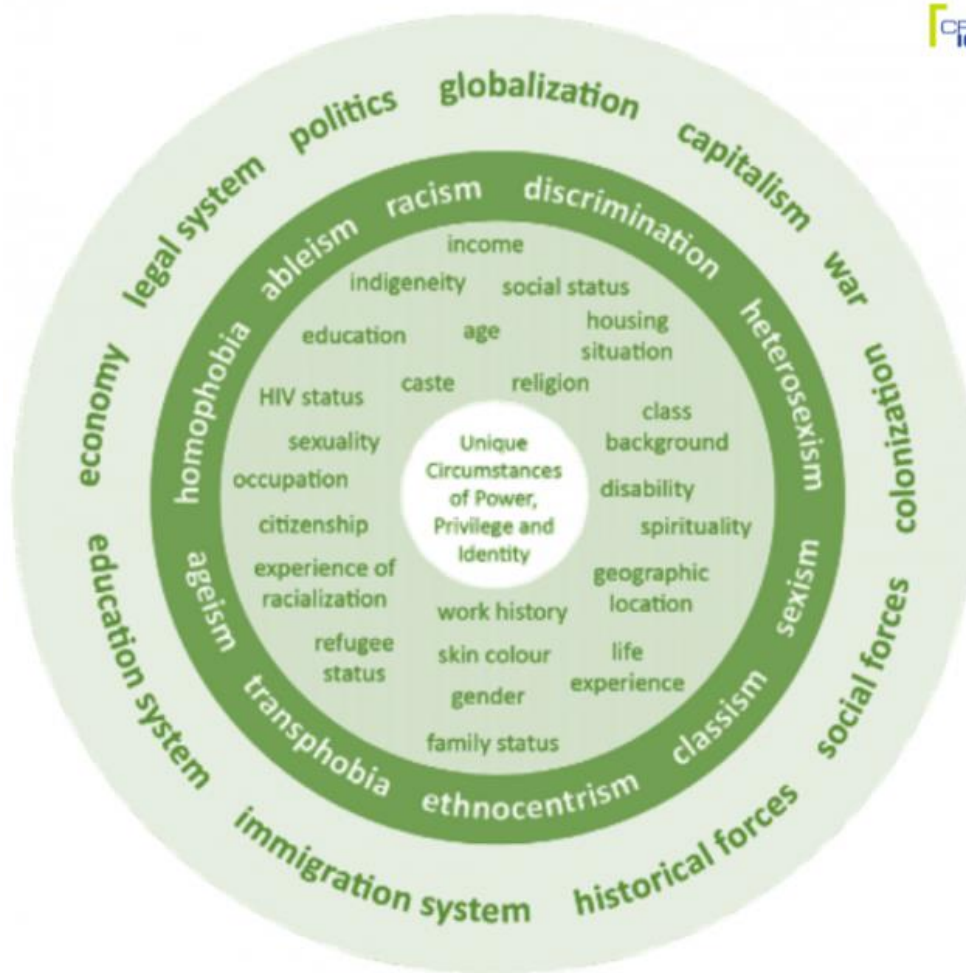 politics globalization capitalism war colonization social forces historical forces immigration system education system economy legal system
ableism racism discrimination heterosexism sexism classism ethnocentrism transphobia ageism homophobia
income
indigeneity social status
education age housing
situation
HIV status caste religion
class
background
sexuality
occupation
disability
citizenship
spirituality
experience of
racialization
geographic
location
work history
refugee
status
skin colour
life
experience
gender
family status
Unique
Circumstances
of Power,
Privilege and
Identity